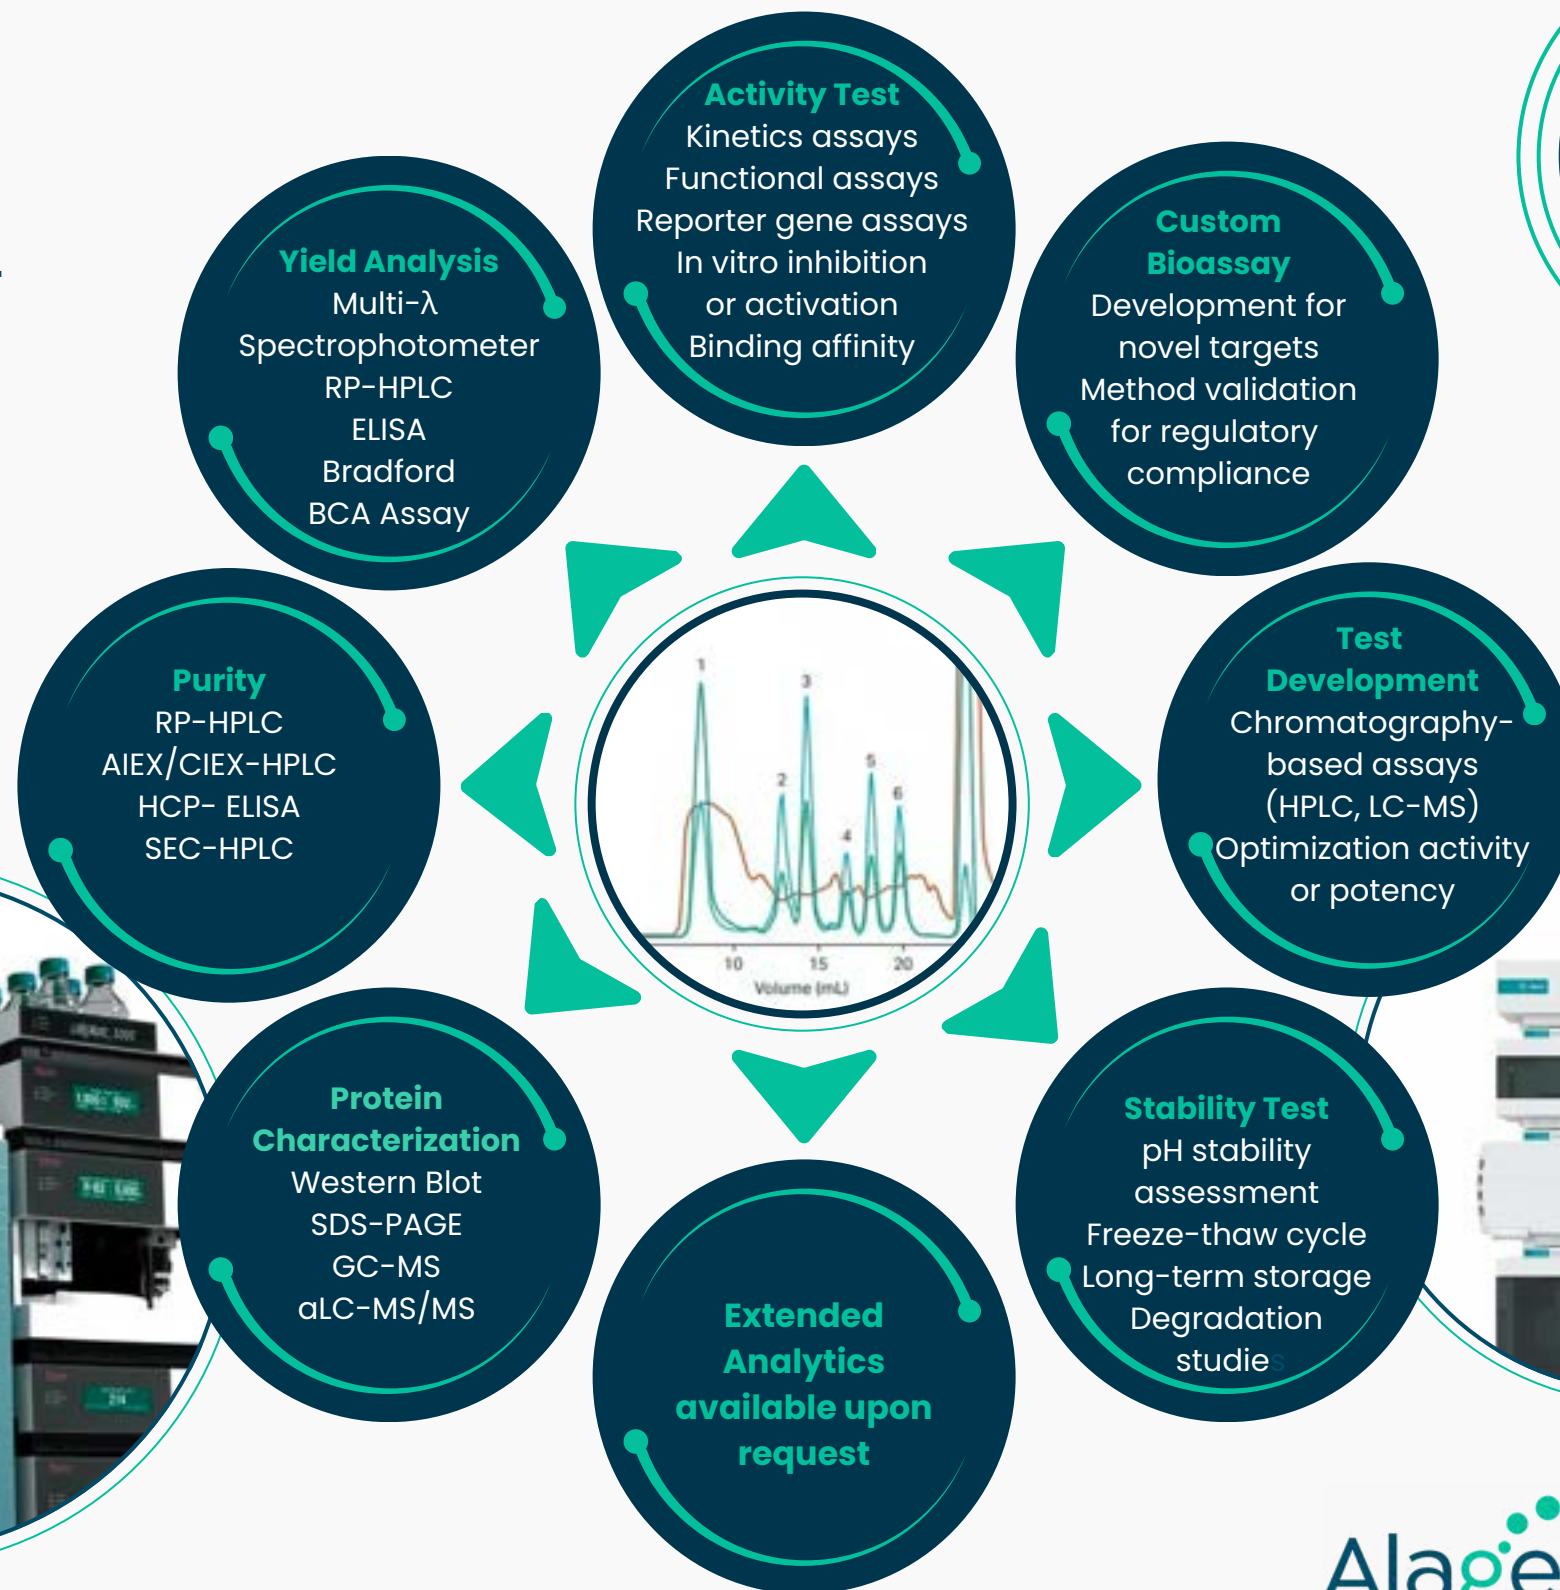 Activity Test
Kinetics assays
Functional assays
Reporter gene assays
In vitro inhibition
or activation
Binding affinity
Yield Analysis
Multi-λ
Spectrophotometer
RP-HPLC
ELISA
Bradford
BCA Assay
Custom
Bioassay
Development for
novel targets
Method validation
for regulatory
compliance
Purity
RP-HPLC
AIEX/CIEX-HPLC
HCP- ELISA
SEC-HPLC
1
2
3
4
5
6
10 15 20
Volume (mL)
Test
Development
Chromatography-
based assays
(HPLC, LC-MS)
Optimization activity
or potency
Protein
Characterization
Western Blot
SDS-PAGE
GC-MS
aLC-MS/MS
Stability Test
pH stability
assessment
Freeze-thaw cycle
Long-term storage
Degradation
studies
Extended
Analytics
available upon
request
Alage